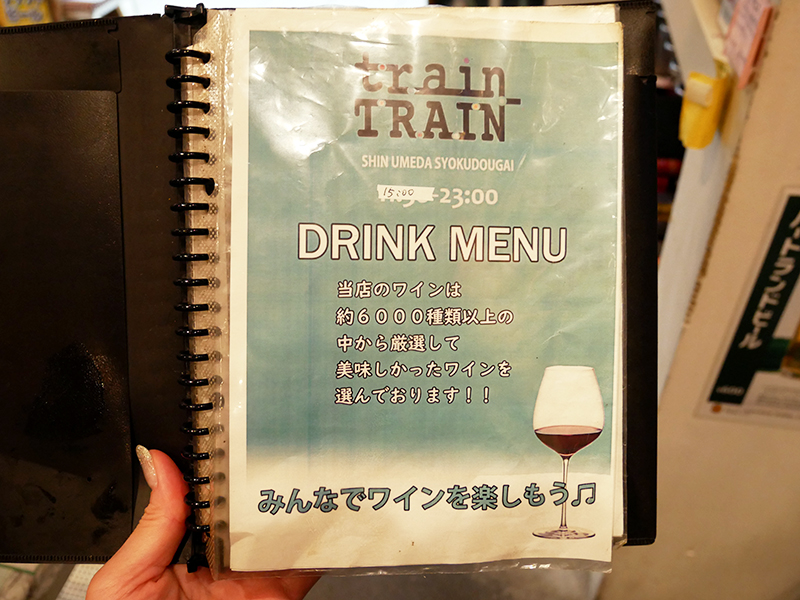 train
TRAIN
SHIN UMEDA SYOKUDOUGAI
15:00-23:00
DRINK MENU
当店のワインは
約6000種類以上の
中から厳選して
美味しかったワインを
選んでおります!!
みんなでワインを楽しもう♫